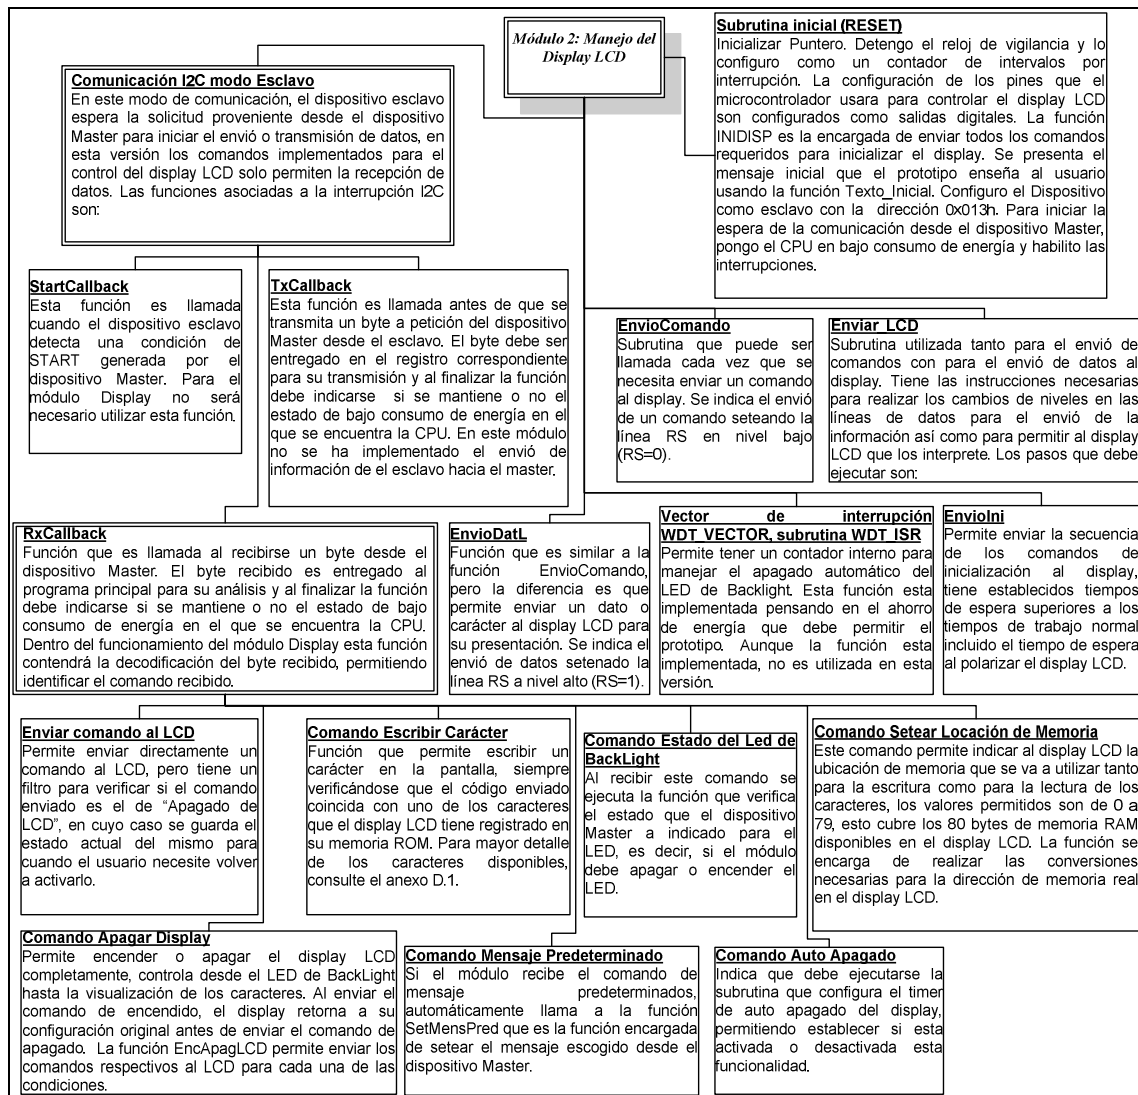 Módulo 2: Manejo del
Display LCD
Subrutina inicial (RESET)
Inicializar Puntero. Detengo el reloj de vigilancia y lo
configuro como un contador de intervalos por
interrupción. La configuración de los pines que el
microcontrolador usara para controlar el display LCD
son configurados como salidas digitales. La función
INIDISP es la encargada de enviar todos los comandos
requeridos para inicializar el display. Se presenta el
mensaje inicial que el prototipo enseña al usuario
usando la función Texto_Inicial. Configuro el Dispositivo
como esclavo con la dirección 0x013h. Para iniciar la
espera de la comunicación desde el dispositivo Master,
pongo el CPU en bajo consumo de energía y habilito las
interrupciones.
Comunicación I2C modo Esclavo
En este modo de comunicación, el dispositivo esclavo
espera la solicitud proveniente desde el dispositivo
Master para iniciar el envió o transmisión de datos, en
esta versión los comandos implementados para el
control del display LCD solo permiten la recepción de
datos. Las funciones asociadas a la interrupción I2C
son:
StartCallback
Esta función es llamada
cuando el dispositivo esclavo
detecta una condición de
START generada por el
dispositivo Master. Para el
módulo Display no será
necesario utilizar esta función.
TxCallback
Esta función es llamada antes de que se
transmita un byte a petición del dispositivo
Master desde el esclavo. El byte debe ser
entregado en el registro correspondiente
para su transmisión y al finalizar la función
debe indicarse si se mantiene o no el
estado de bajo consumo de energía en el
que se encuentra la CPU. En este módulo
no se ha implementado el envió de
información de el esclavo hacia el master.
EnvioComando
Subrutina que puede ser
llamada cada vez que se
necesita enviar un comando
al display. Se indica el envió
de un comando seteando la
línea RS en nivel bajo
(RS=0).
Enviar_LCD
Subrutina utilizada tanto para el envió de
comandos con para el envió de datos al
display. Tiene las instrucciones necesarias
para realizar los cambios de niveles en las
líneas de datos para el envió de la
información así como para permitir al display
LCD que los interprete. Los pasos que debe
ejecutar son:
RxCallback
Función que es llamada al recibirse un byte desde el
dispositivo Master. El byte recibido es entregado al
programa principal para su análisis y al finalizar la función
debe indicarse si se mantiene o no el estado de bajo
consumo de energía en el que se encuentra la CPU.
Dentro del funcionamiento del módulo Display esta función
contendrá la decodificación del byte recibido, permitiendo
identificar el comando recibido.
EnvioDatL
Función que es similar a la
función EnvioComando,
pero la diferencia es que
permite enviar un dato o
carácter al display LCD para
su presentación. Se indica el
envió de datos setenado la
línea RS a nivel alto (RS=1).
Vector de interrupción
WDT_VECTOR, subrutina WDT_ISR
Permite tener un contador interno para
manejar el apagado automático del
LED de Backlight. Esta función esta
implementada pensando en el ahorro
de energía que debe permitir el
prototipo. Aunque la función esta
implementada, no es utilizada en esta
versión.
EnvioIni
Permite enviar la secuencia
de los comandos de
inicialización al display,
tiene establecidos tiempos
de espera superiores a los
tiempos de trabajo normal
incluido el tiempo de espera
al polarizar el display LCD.
Enviar comando al LCD
Permite enviar directamente un
comando al LCD, pero tiene un
filtro para verificar si el comando
enviado es el de “Apagado de
LCD”, en cuyo caso se guarda el
estado actual del mismo para
cuando el usuario necesite volver
a activarlo.
Comando Escribir Carácter
Función que permite escribir un
carácter en la pantalla, siempre
verificándose que el código enviado
coincida con uno de los caracteres
que el display LCD tiene registrado en
su memoria ROM. Para mayor detalle
de los caracteres disponibles,
consulte el anexo D.1.
Comando Estado del Led de
BackLight
Al recibir este comando se
ejecuta la función que verifica
el estado que el dispositivo
Master a indicado para el
LED, es decir, si el módulo
debe apagar o encender el
LED.
Comando Setear Locación de Memoria
Este comando permite indicar al display LCD la
ubicación de memoria que se va a utilizar tanto
para la escritura como para la lectura de los
caracteres, los valores permitidos son de 0 a
79, esto cubre los 80 bytes de memoria RAM
disponibles en el display LCD. La función se
encarga de realizar las conversiones
necesarias para la dirección de memoria real
en el display LCD.
Comando Apagar Display
Permite encender o apagar el display LCD
completamente, controla desde el LED de BackLight
hasta la visualización de los caracteres. Al enviar el
comando de encendido, el display retorna a su
configuración original antes de enviar el comando de
apagado. La función EncApagLCD permite enviar los
comandos respectivos al LCD para cada una de las
condiciones.
Comando Mensaje Predeterminado
Si el módulo recibe el comando de
mensaje predeterminados,
automáticamente llama a la función
SetMensPred que es la función encargada
de setear el mensaje escogido desde el
dispositivo Master.
Comando Auto Apagado
Indica que debe ejecutarse la
subrutina que configura el timer
de auto apagado del display,
permitiendo establecer si esta
activada o desactivada esta
funcionalidad.